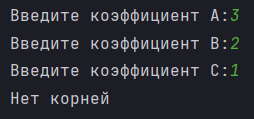 Введите коэффициент A:3
Введите коэффициент B:2
Введите коэффициент C:1
Нет корней